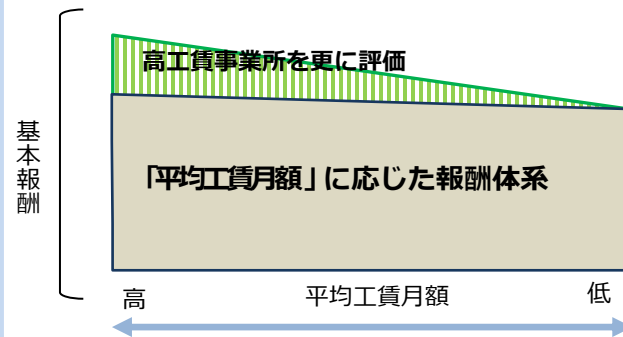 高工賃事業所を更に評価
基本報酬
「平均工賃月額」に応じた報酬体系
高
平均工賃月額
低